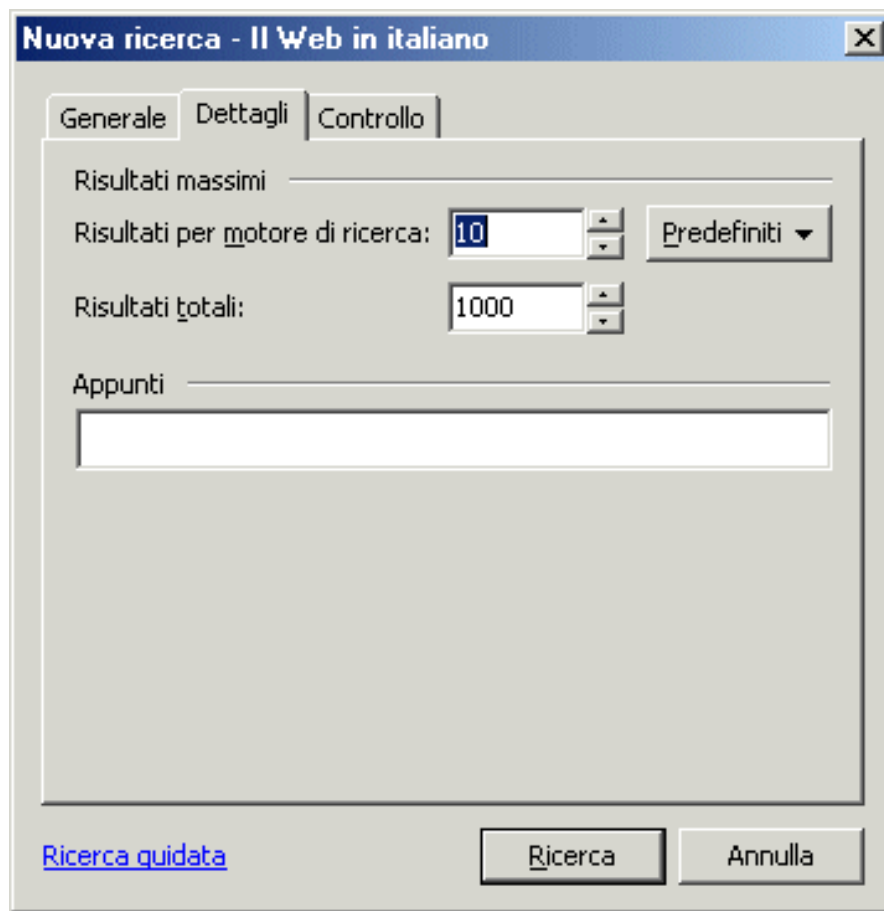 Nuova ricerca - Il Web in italiano
Generale Dettagli Controllo
Risultati massimi
Risultati per motore di ricerca: 10 Predefiniti
Risultati totali: 1000
Appunti
Ricerca guidata Ricerca Annulla